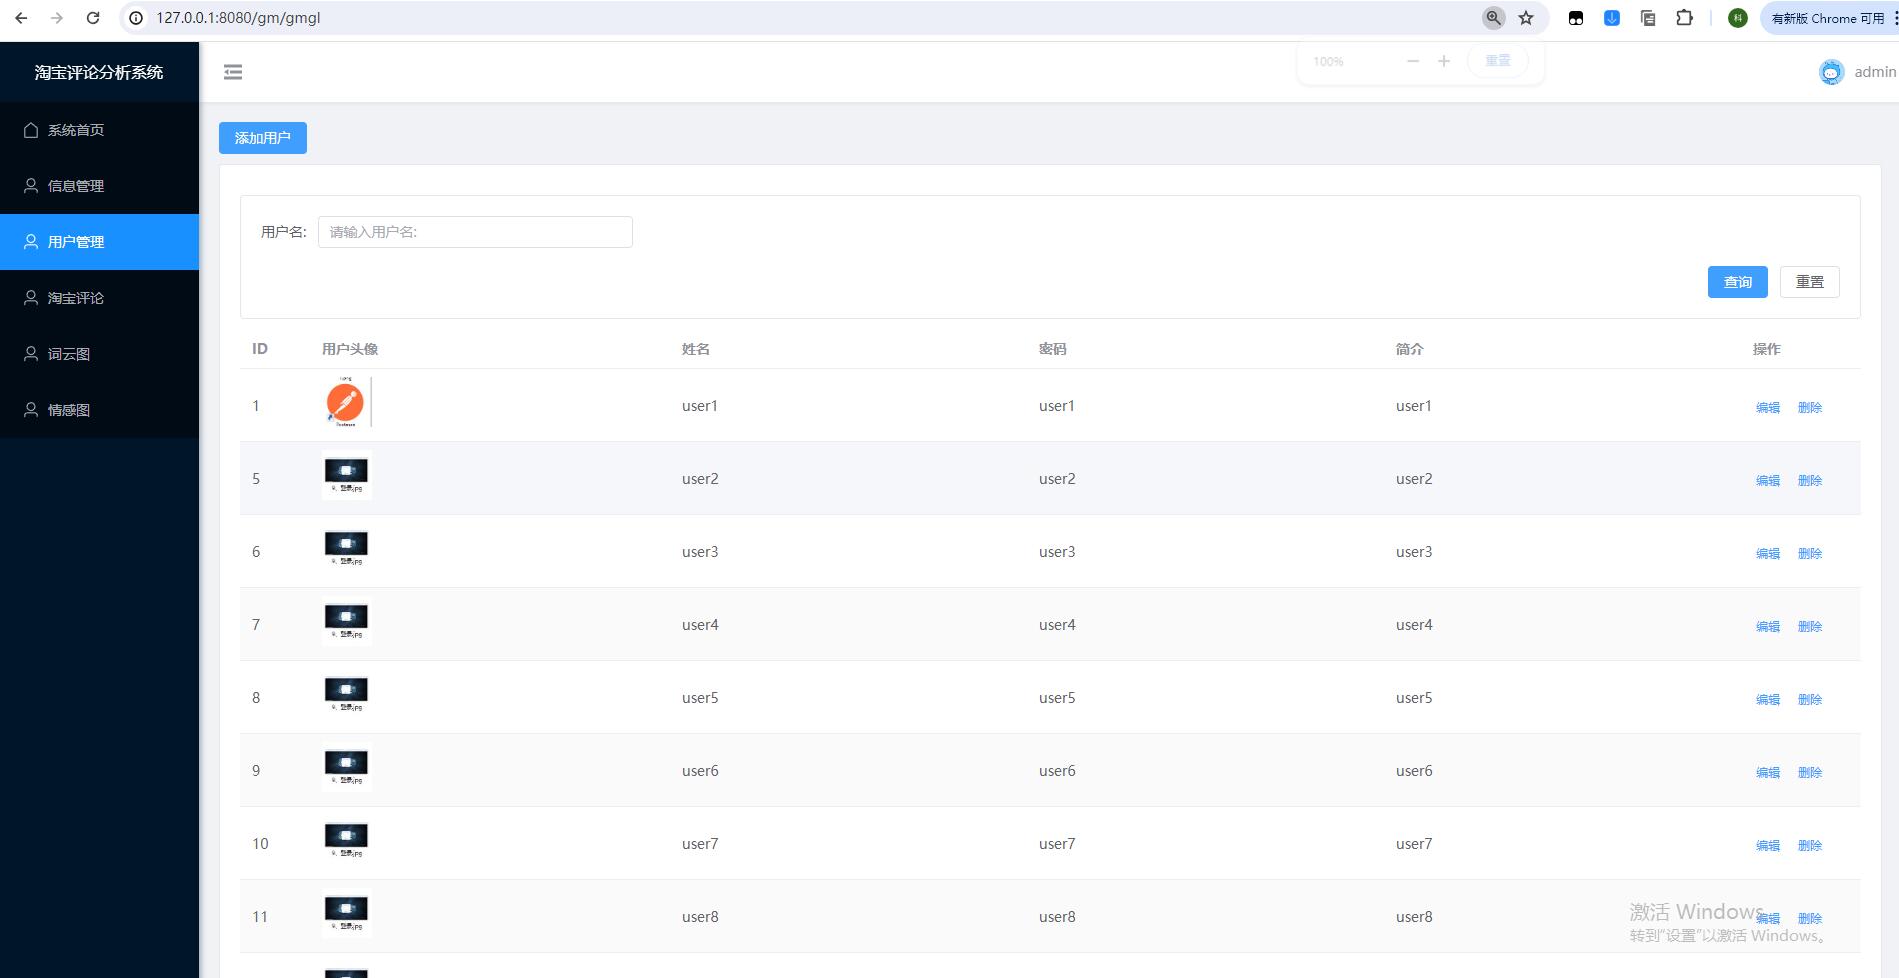 127.0.0.1:8080/gm/gmgl
有新版 Chrome 可用
淘宝评论分析系统
100%
重置
admin
系统首页
信息管理
用户管理
淘宝评论
词云图
情感图
添加用户
用户名:
请输入用户名:
查询
重置
ID 用户头像 姓名 密码 简介 操作
1 user1 user1 user1 编辑 删除
5 user2 user2 user2 编辑 删除
6 user3 user3 user3 编辑 删除
7 user4 user4 user4 编辑 删除
8 user5 user5 user5 编辑 删除
9 user6 user6 user6 编辑 删除
10 user7 user7 user7 编辑 删除
11 user8 user8 user8 编辑 删除
激活 Windows
转到“设置”以激活 Windows。